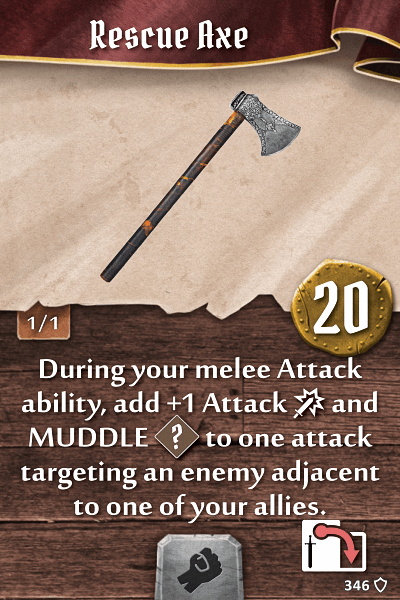 Rescue Axe
1/1
20
During your melee Attack
ability, add +1 Attack and
MUDDLE ? to one attack
targeting an enemy adjacent
to one of your allies.
346